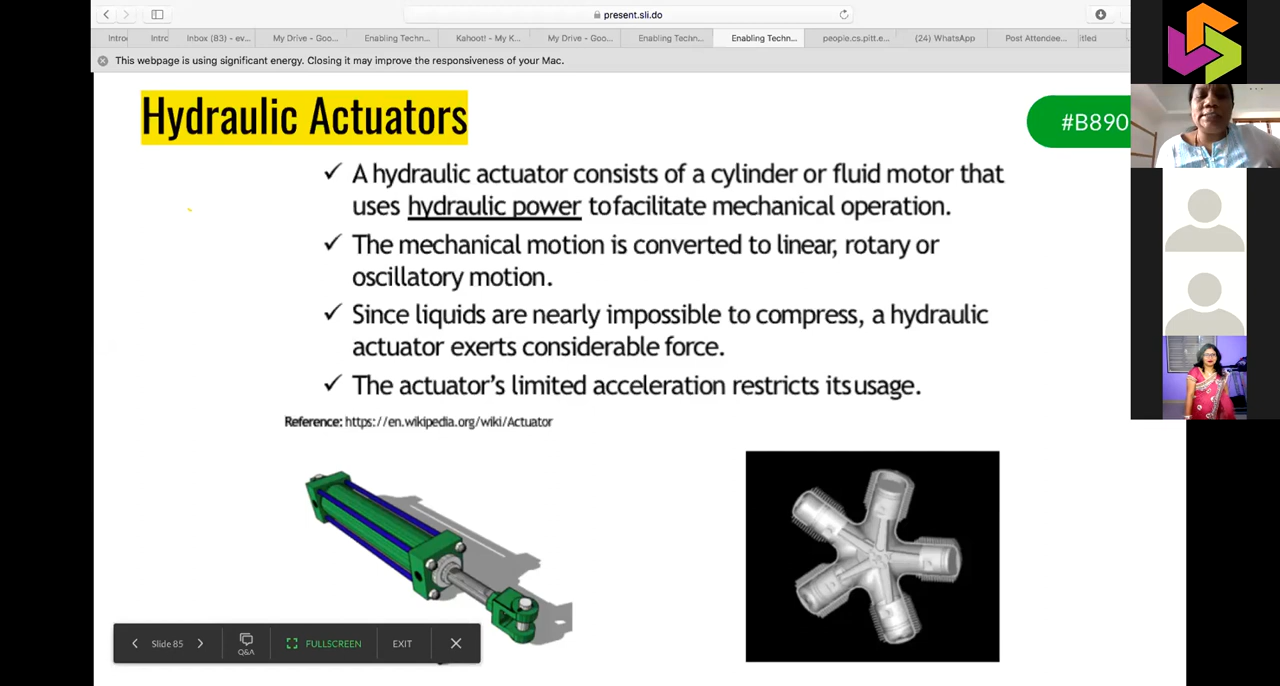 present.sli.do
Intro
Intro
Inbox (83) - ev...
My Drive - Goo...
Enabling Techn...
Kahoot! - My K...
My Drive - Goo...
Enabling Techn...
Enabling Techn...
people.cs.pitt.e...
(24) WhatsApp
Post Attendee...
itled
This webpage is using significant energy. Closing it may improve the responsiveness of your Mac.
Hydraulic Actuators
#B890
✓ A hydraulic actuator consists of a cylinder or fluid motor that
uses hydraulic power tofacilitate mechanical operation.
✓ The mechanical motion is converted to linear, rotary or
oscillatory motion.
✓ Since liquids are nearly impossible to compress, a hydraulic
actuator exerts considerable force.
✓ The actuator’s limited acceleration restricts itsusage.
Reference: https://en.wikipedia.org/wiki/Actuator
Slide 85
Q&A
FULLSCREEN
EXIT